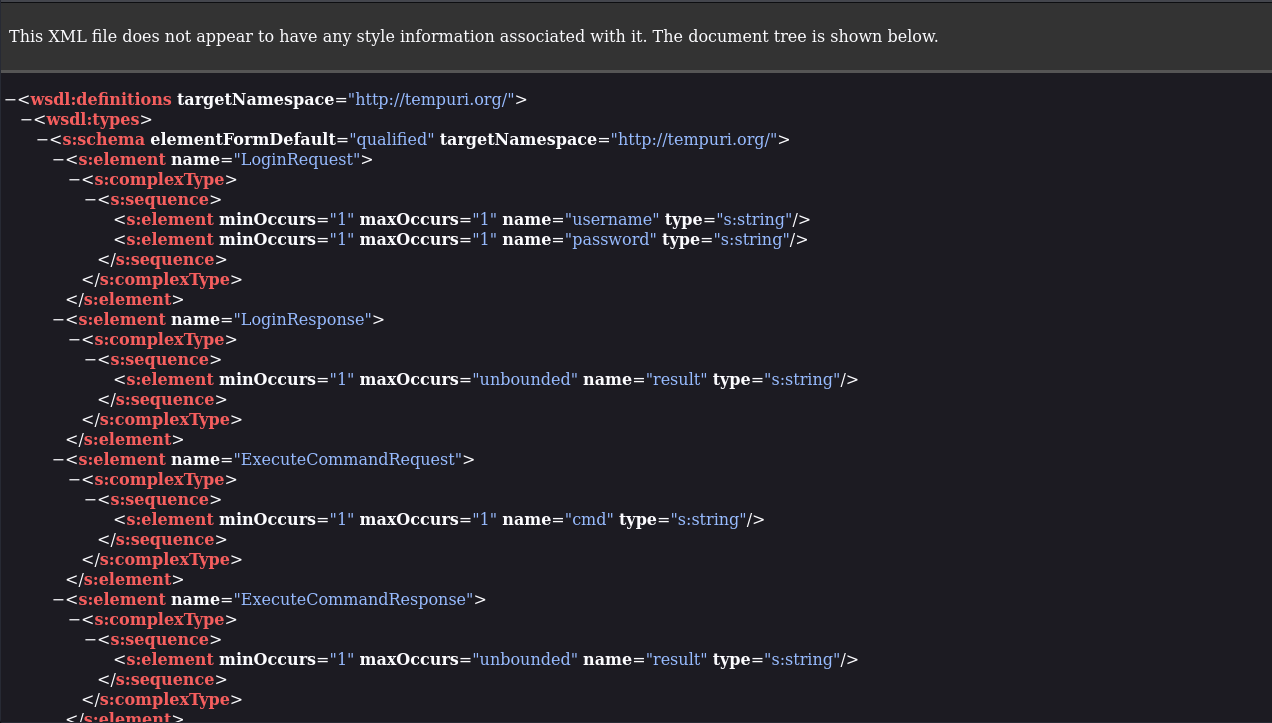 This XML file does not appear to have any style information associated with it. The document tree is shown below.
−<wsdl:definitions targetNamespace="http://tempuri.org/">
−<wsdl:types>
−<s:schema elementFormDefault="qualified" targetNamespace="http://tempuri.org/">
−<s:element name="LoginRequest">
−<s:complexType>
−<s:sequence>
<s:element minOccurs="1" maxOccurs="1" name="username" type="s:string"/>
<s:element minOccurs="1" maxOccurs="1" name="password" type="s:string"/>
</s:sequence>
</s:complexType>
</s:element>
−<s:element name="LoginResponse">
−<s:complexType>
−<s:sequence>
<s:element minOccurs="1" maxOccurs="unbounded" name="result" type="s:string"/>
</s:sequence>
</s:complexType>
</s:element>
−<s:element name="ExecuteCommandRequest">
−<s:complexType>
−<s:sequence>
<s:element minOccurs="1" maxOccurs="1" name="cmd" type="s:string"/>
</s:sequence>
</s:complexType>
</s:element>
−<s:element name="ExecuteCommandResponse">
−<s:complexType>
−<s:sequence>
<s:element minOccurs="1" maxOccurs="unbounded" name="result" type="s:string"/>
</s:sequence>
</s:complexType>
</s:element>